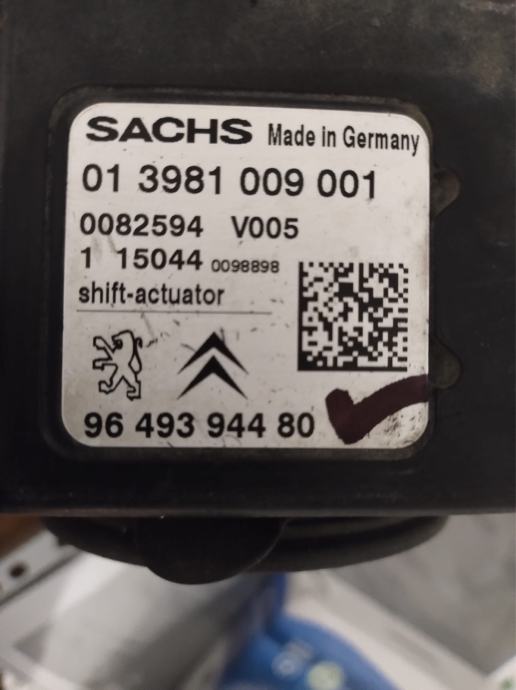 SACHS Made in Germany
01 3981 009 001
0082594 V005
1 15044 0098898
shift-actuator
96 493 944 80